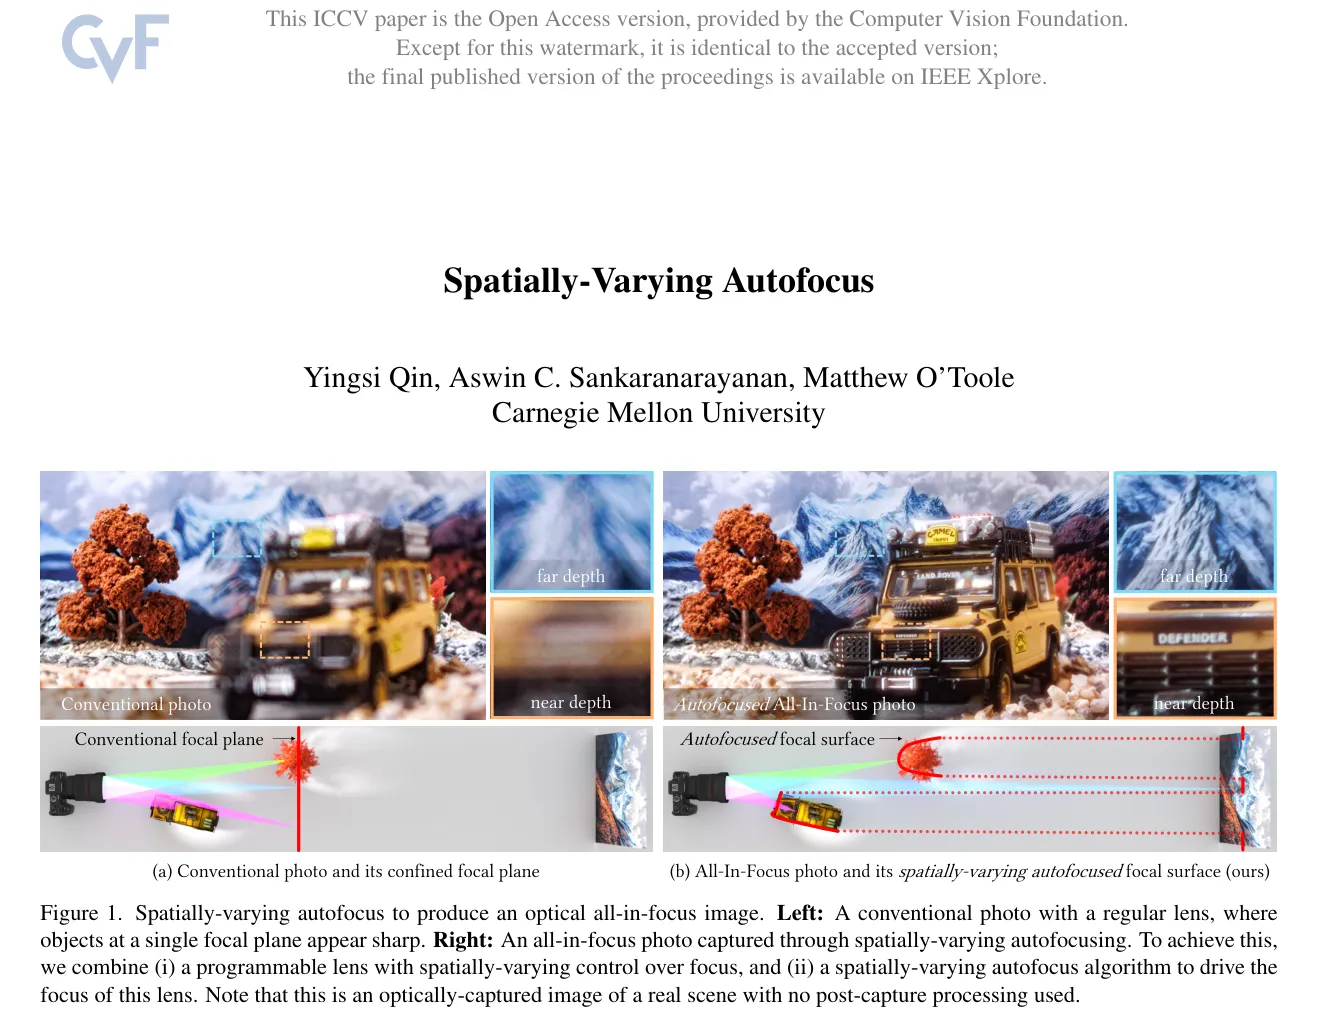 CVF
This ICCV paper is the Open Access version, provided by the Computer Vision Foundation.
Except for this watermark, it is identical to the accepted version;
the final published version of the proceedings is available on IEEE Xplore.
Spatially-Varying Autofocus
Yingsi Qin, Aswin C. Sankaranarayanan, Matthew O'Toole
Carnegie Mellon University
far depth
near depth
Conventional photo
CAMEL
TROPHY
LAND ROVER
DEFENDER
far depth
DEFENDER
near depth
Autofocused All-In-Focus photo
Conventional focal plane
Autofocused focal surface
(a) Conventional photo and its confined focal plane
(b) All-In-Focus photo and its spatially-varying autofocused focal surface (ours)
Figure 1. Spatially-varying autofocus to produce an optical all-in-focus image. Left: A conventional photo with a regular lens, where
objects at a single focal plane appear sharp. Right: An all-in-focus photo captured through spatially-varying autofocusing. To achieve this,
we combine (i) a programmable lens with spatially-varying control over focus, and (ii) a spatially-varying autofocus algorithm to drive the
focus of this lens. Note that this is an optically-captured image of a real scene with no post-capture processing used.